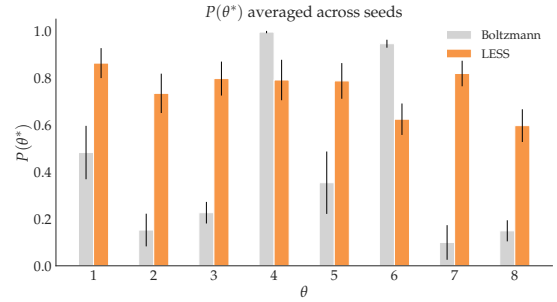 P(θ*) averaged across seeds
Boltzmann
LESS
P(θ*)
1.0
0.8
0.6
0.4
0.2
0.0
1 2 3 4 5 6 7 8
θ